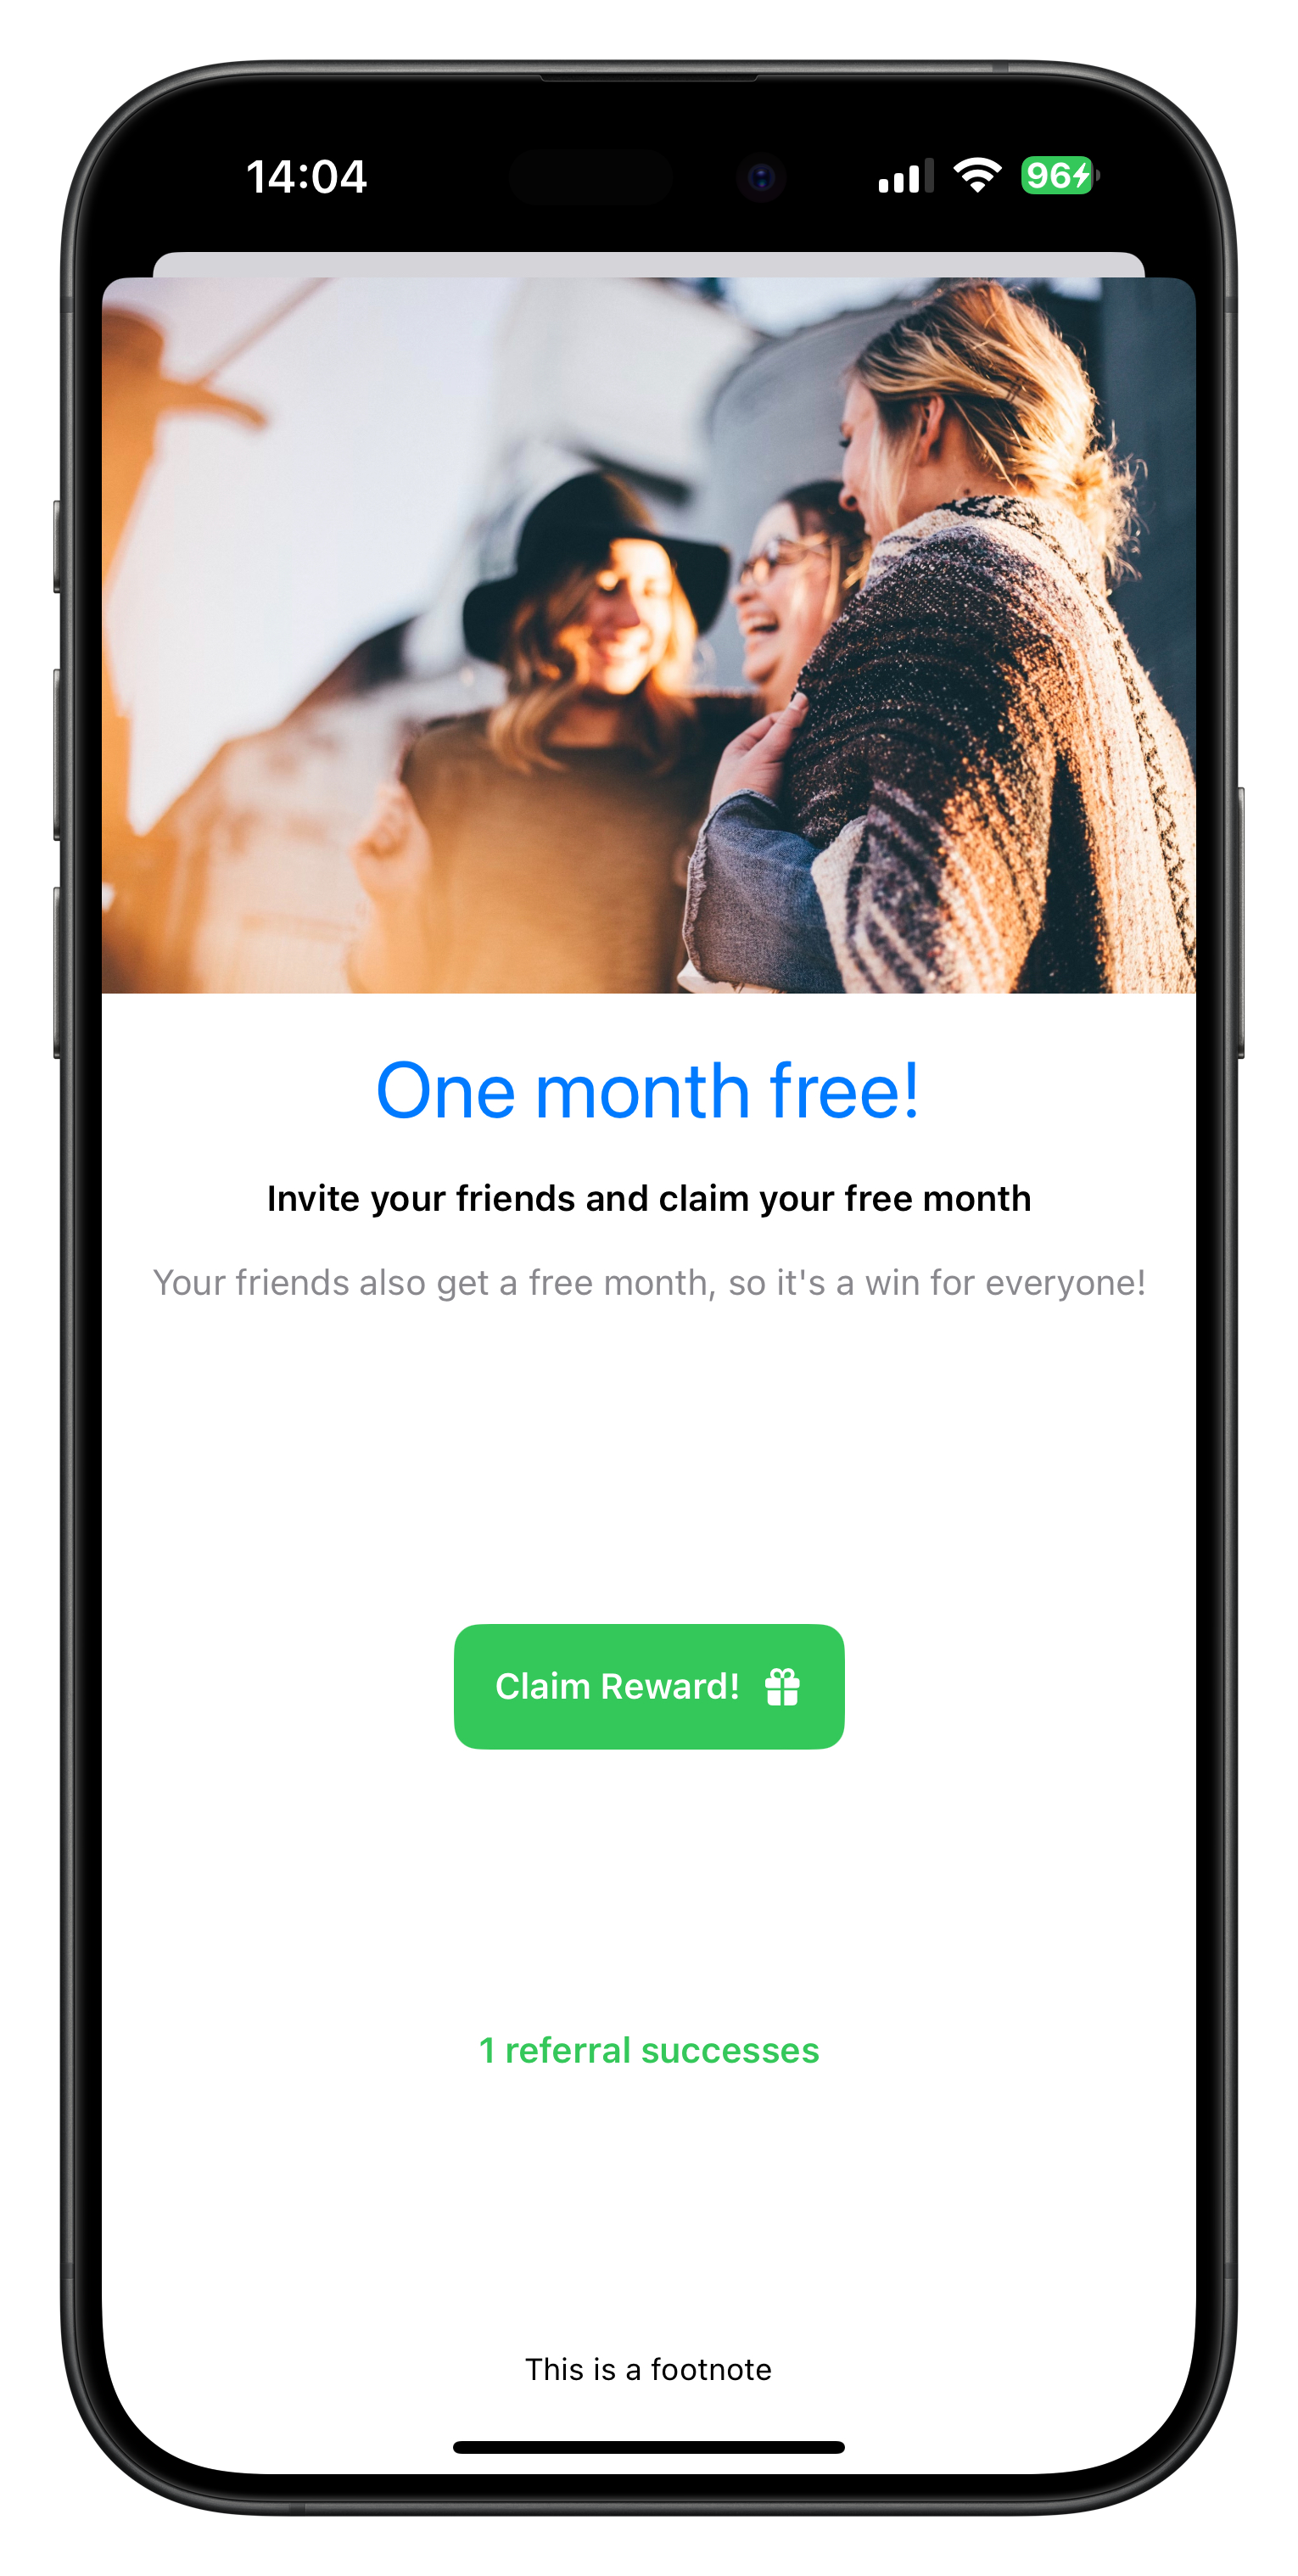 14:04
96
One month free!
Invite your friends and claim your free month
Your friends also get a free month, so it's a win for everyone!
Claim Reward!
1 referral successes
This is a footnote